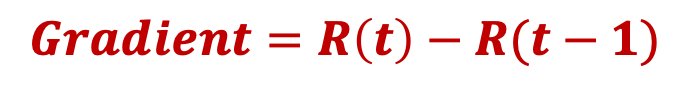 Gradient = R(t) − R(t − 1)